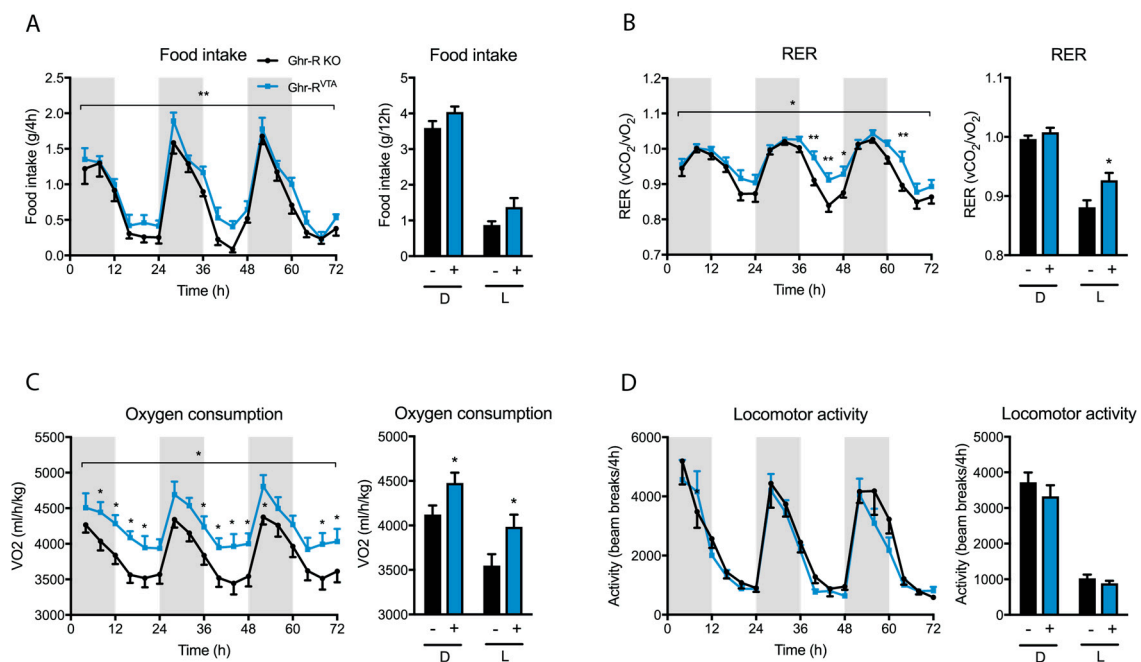 A
Food intake
Ghr-R KO
Ghr-R^VTA
**
Food intake (g/4h)
2.5
2.0
1.5
1.0
0.5
0.0
0 12 24 36 48 60 72
Time (h)
Food intake
Food intake (g/12h)
5
4
3
2
1
0
- + - +
D L
B
RER
*
** ** * **
RER (vCO2/vO2)
1.2
1.1
1.0
0.9
0.8
0.7
0 12 24 36 48 60 72
Time (h)
RER
*
RER (vCO2/vO2)
1.1
1.0
0.9
0.8
- + - +
D L
C
Oxygen consumption
*
* * * * * * * * * * *
VO2 (ml/h/kg)
5500
5000
4500
4000
3500
3000
0 12 24 36 48 60 72
Time (h)
Oxygen consumption
* *
VO2 (ml/h/kg)
5000
4500
4000
3500
3000
- + - +
D L
D
Locomotor activity
Activity (beam breaks/4h)
6000
4000
2000
0
0 12 24 36 48 60 72
Time (h)
Locomotor activity
Activity (beam breaks/4h)
5000
4000
3000
2000
1000
0
- + - +
D L